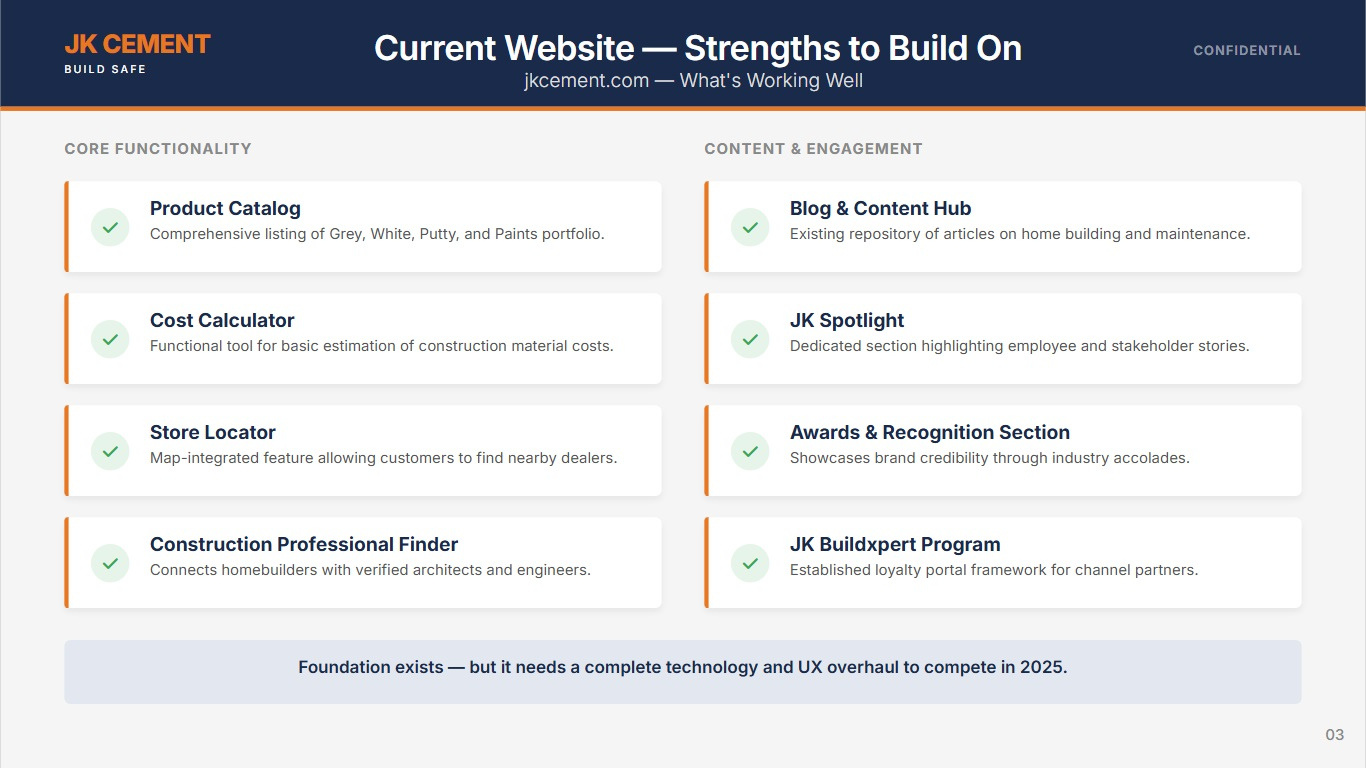 JK CEMENT
BUILD SAFE
Current Website — Strengths to Build On
jkcement.com — What's Working Well
CONFIDENTIAL
CORE FUNCTIONALITY
Product Catalog
Comprehensive listing of Grey, White, Putty, and Paints portfolio.
Cost Calculator
Functional tool for basic estimation of construction material costs.
Store Locator
Map-integrated feature allowing customers to find nearby dealers.
Construction Professional Finder
Connects homebuilders with verified architects and engineers.
CONTENT & ENGAGEMENT
Blog & Content Hub
Existing repository of articles on home building and maintenance.
JK Spotlight
Dedicated section highlighting employee and stakeholder stories.
Awards & Recognition Section
Showcases brand credibility through industry accolades.
JK Buildxpert Program
Established loyalty portal framework for channel partners.
Foundation exists — but it needs a complete technology and UX overhaul to compete in 2025.
03